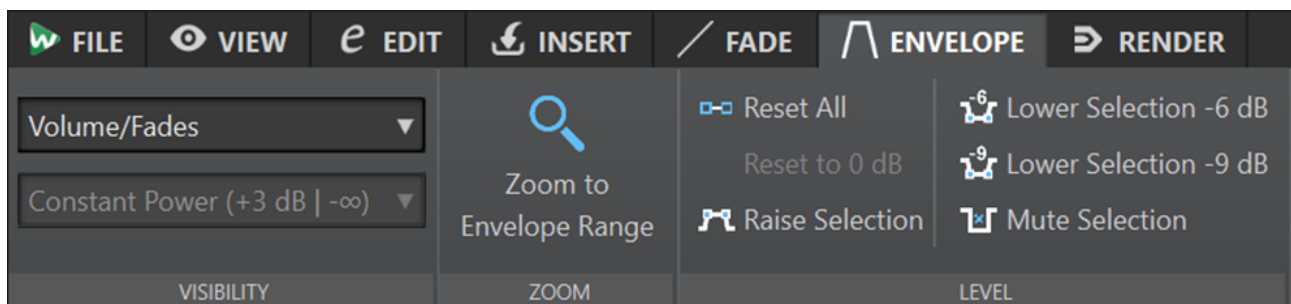 FILE
VIEW
EDIT
INSERT
FADE
ENVELOPE
RENDER
Volume/Fades
Constant Power (+3 dB | -∞)
VISIBILITY
Zoom to
Envelope Range
ZOOM
Reset All
Reset to 0 dB
Raise Selection
-6
Lower Selection -6 dB
-9
Lower Selection -9 dB
Mute Selection
LEVEL